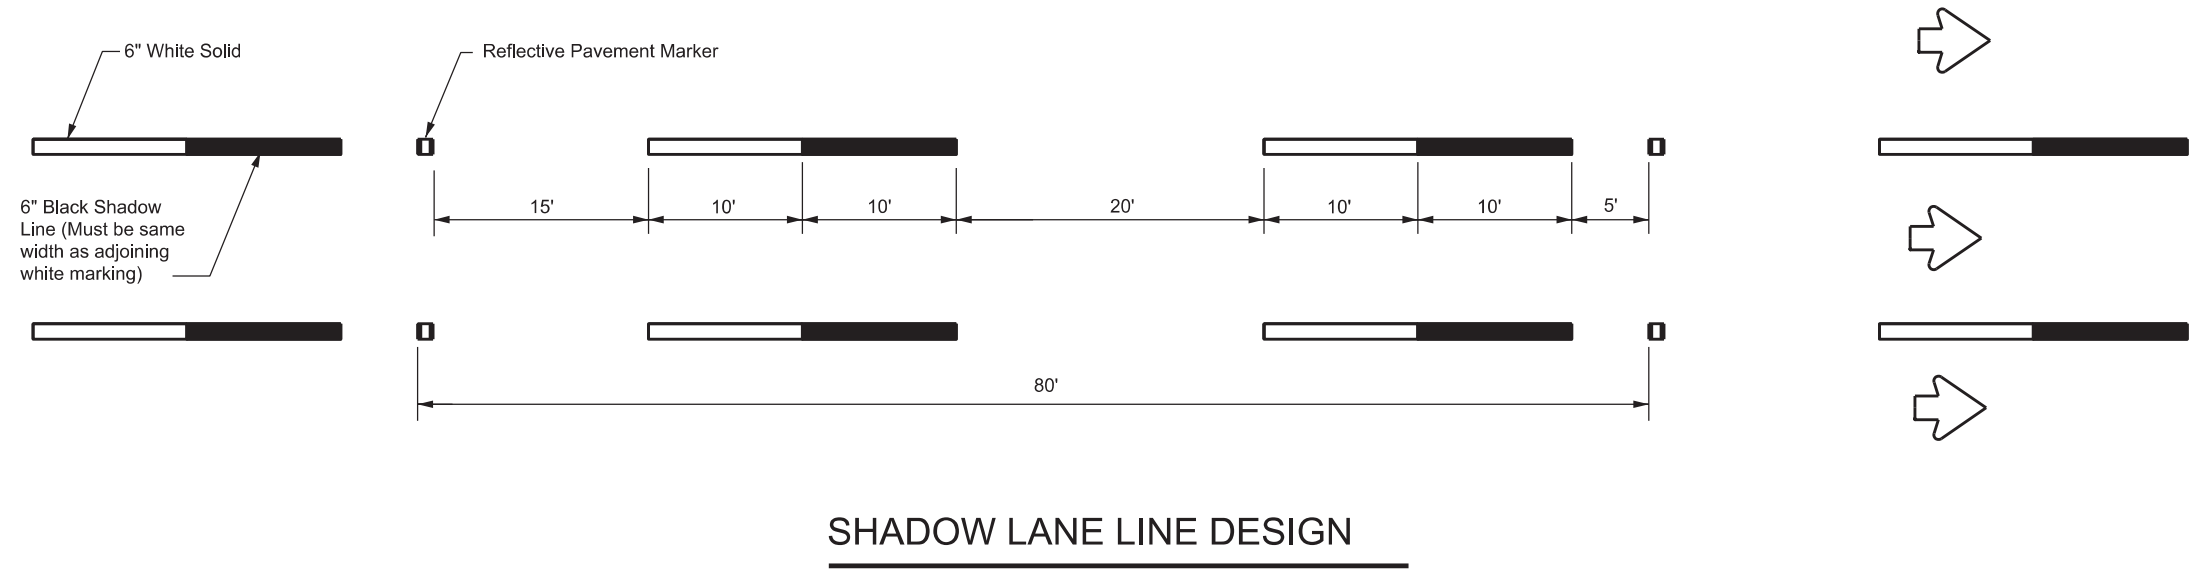 6" White Solid
Reflective Pavement Marker
6" Black Shadow
Line (Must be same
width as adjoining
white marking)
15'
10'
10'
20'
10'
10'
5'
80'
SHADOW LANE LINE DESIGN